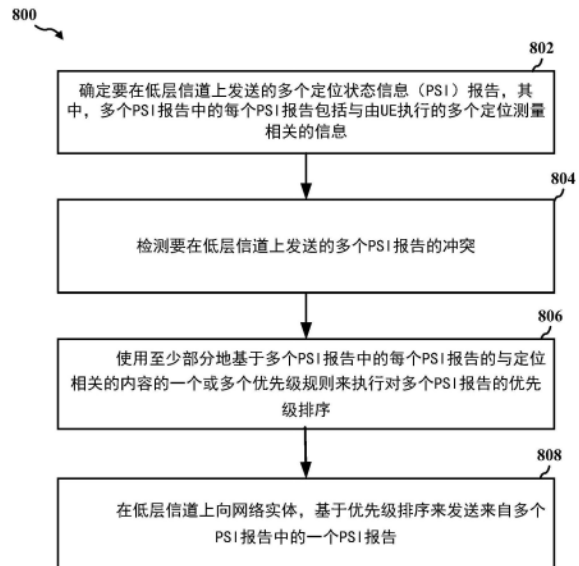 800
802
确定要在低层信道上发送的多个定位状态信息（PSI）报告，其
中，多个PSI报告中的每个PSI报告包括与由UE执行的多个定位测量
相关的信息
804
检测要在低层信道上发送的多个PSI报告的冲突
806
使用至少部分地基于多个PSI报告中的每个PSI报告的与定位
相关的内容的一个或多个优先级规则来执行对多个PSI报告的优先
级排序
808
在低层信道上向网络实体，基于优先级排序来发送来自多个
PSI报告中的一个PSI报告